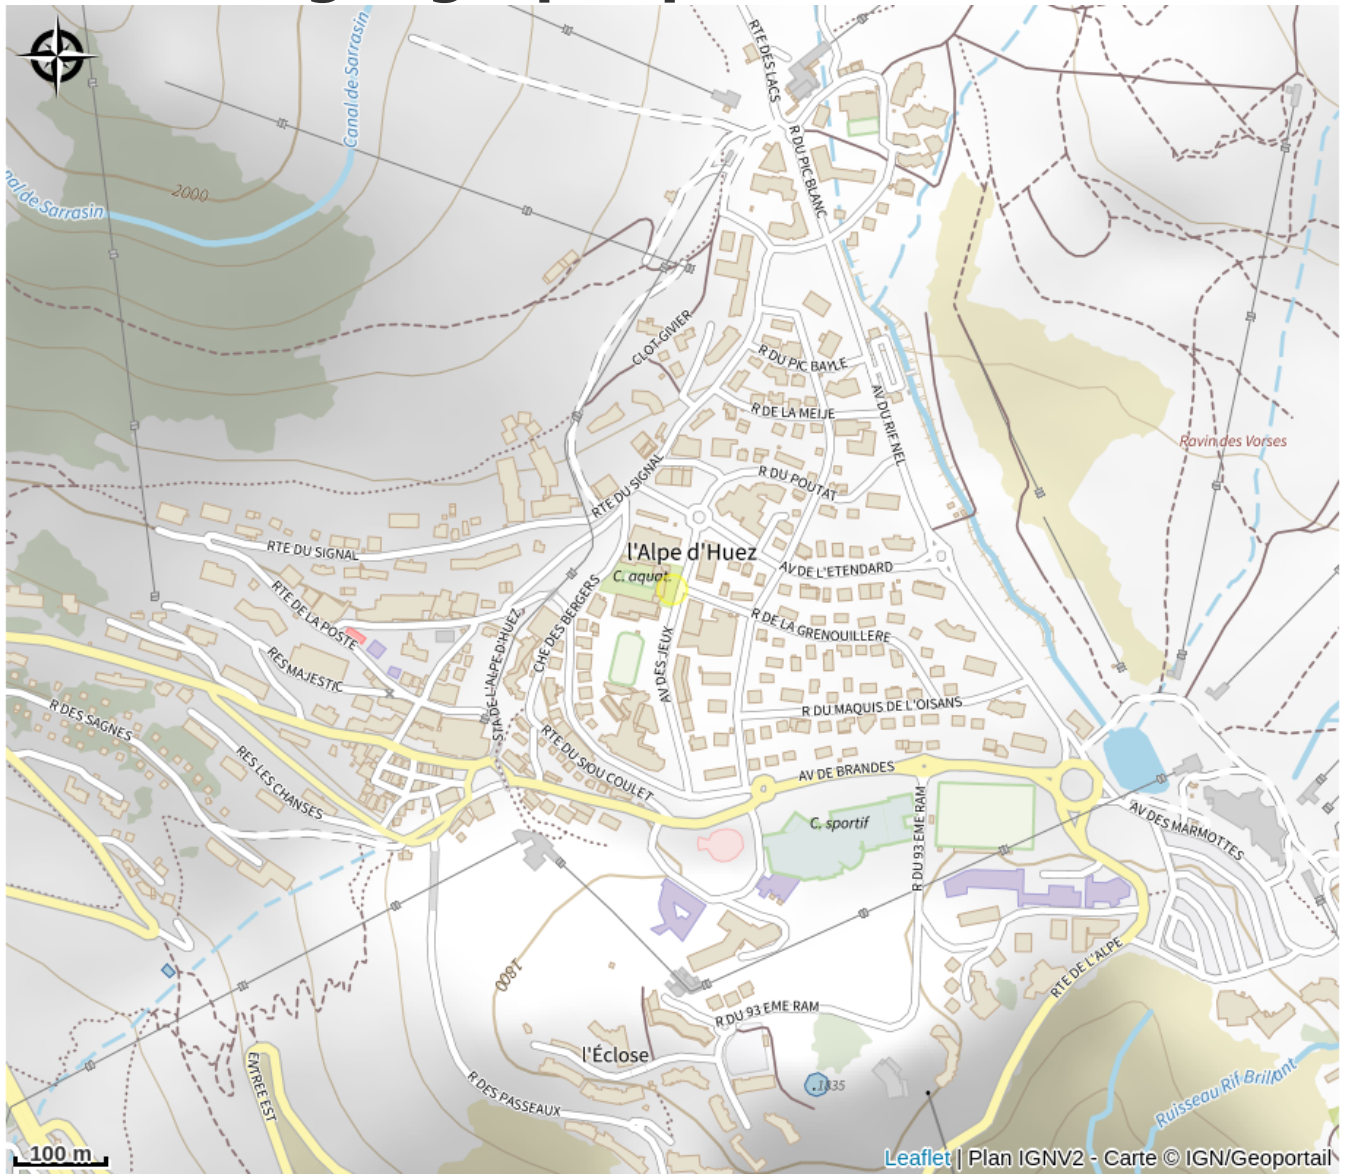 RTE DES LACS
Canal de Sarrasin
R DU PIC BLANC
2000
nal de Sarrasin
CLOT-GIVIER
R DU PIC BAYLE
R DE LA MEIJE
AV DU RIF NEL
Ravin des Vorses
RTE DU SIGNAL
R DU POUTAT
RTE DU SIGNAL
l'Alpe d'Huez
C. aquat.
AV DE L'ETENDARD
RTE DE LA POSTE
CHE DES BERGERS
R DE LA GRENOUILLERE
STA DE L'ALPE D'HUEZ
AV DES JEUX
RES MAJESTIC
R DES SAGNES
R DU MAQUIS DE L'OISANS
RTE DU SIOU COULET
RES LES CHANSES
AV DE BRANDES
C. sportif
R DU 93 EME RAM
AV DES MARMOTTES
1800
RTE DE L'ALPE
R DU 93 EME RAM
l'Éclose
ENTREE EST
R DES PASSEAUX
.1835
Ruisseau Rif Brillant
100 m
Leaflet | Plan IGNV2 - Carte © IGN/Geoportail